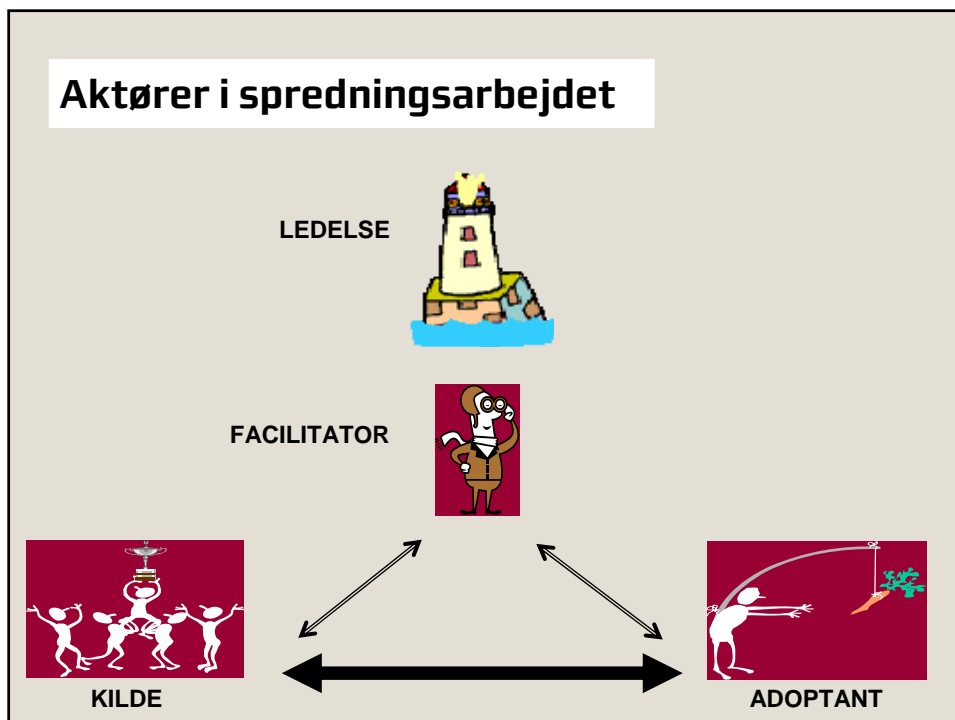 Aktører i spredningsarbejdet
LEDELSE
FACILITATOR
KILDE
ADOPTANT